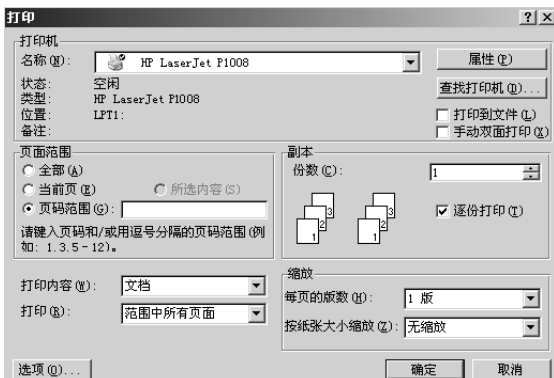 打印
打印机
名称(N): HP LaserJet P1008 属性(P)
状态: 空闲 查找打印机(D)...
类型: HP LaserJet P1008
位置: LPT1: 打印到文件(L)
备注: 手动双面打印(X)
页面范围
全部(A)
当前页(E) 所选内容(S)
页码范围(G):
请键入页码和/或用逗号分隔的页码范围(例
如: 1.3.5-12)。
副本
份数(C): 1
1 2 3 1 2 3
逐份打印(T)
打印内容(W): 文档
打印(R): 范围中所有页面
缩放
每页的版数(H): 1 版
按纸张大小缩放(Z): 无缩放
选项(O)... 确定 取消